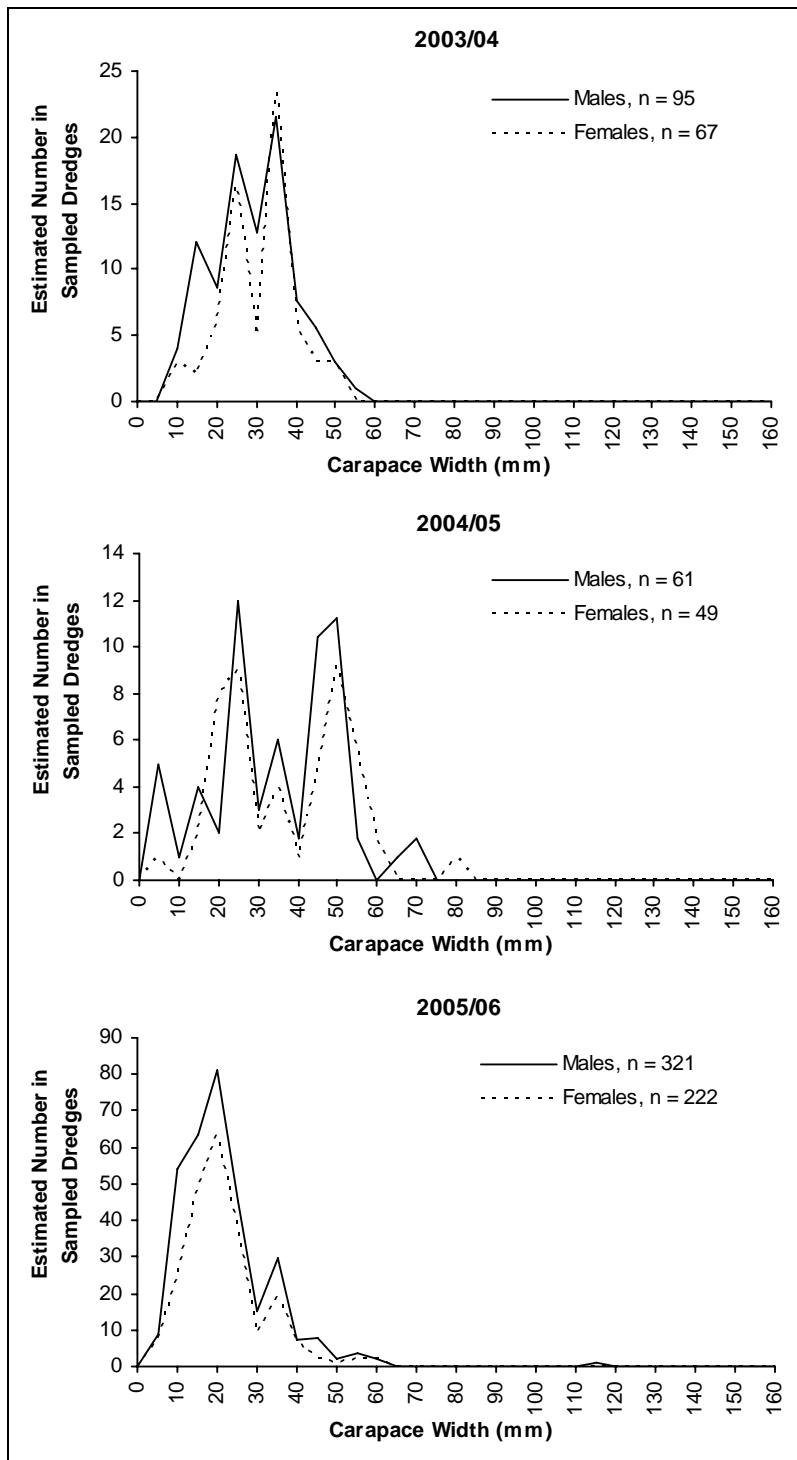 2003/04
25
20
15
10
5
0
Estimated Number in
Sampled Dredges
Males, n = 95
Females, n = 67
0 10 20 30 40 50 60 70 80 90 100 110 120 130 140 150 160
Carapace Width (mm)
2004/05
14
12
10
8
6
4
2
0
Estimated Number in
Sampled Dredges
Males, n = 61
Females, n = 49
0 10 20 30 40 50 60 70 80 90 100 110 120 130 140 150 160
Carapace Width (mm)
2005/06
90
80
70
60
50
40
30
20
10
0
Estimated Number in
Sampled Dredges
Males, n = 321
Females, n = 222
0 10 20 30 40 50 60 70 80 90 100 110 120 130 140 150 160
Carapace Width (mm)